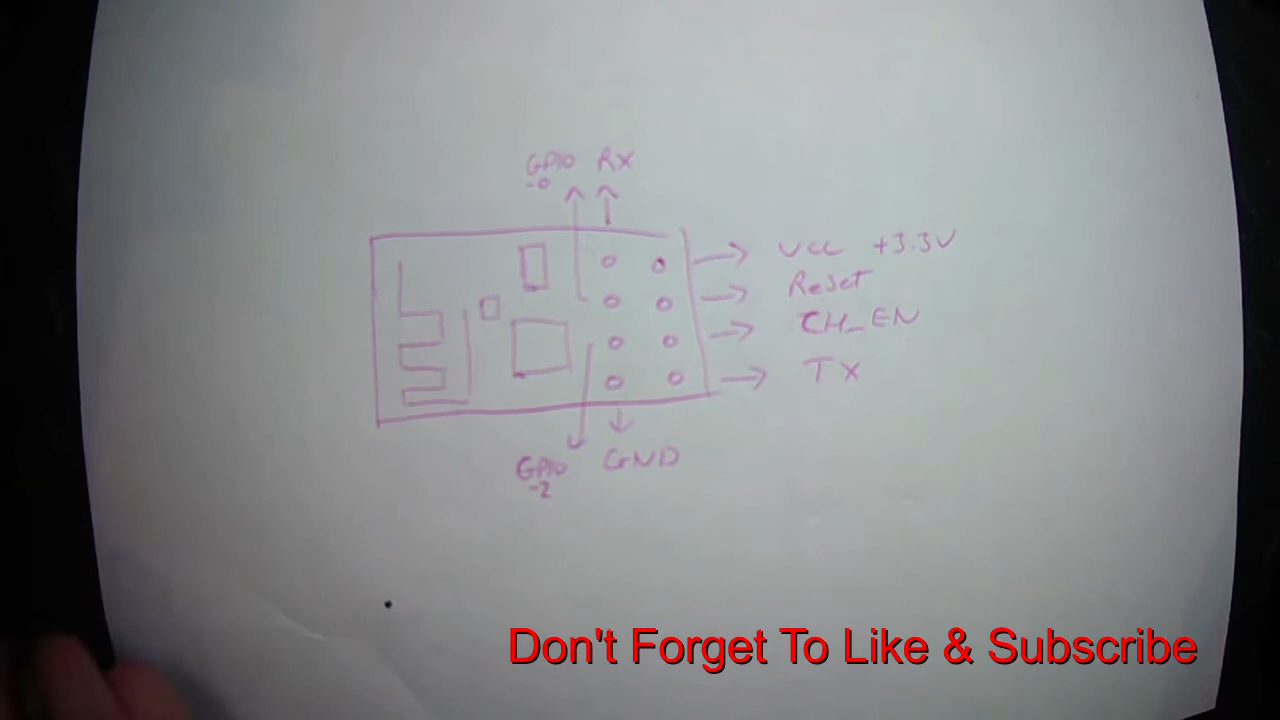 GPIO RX
-0
VCC +3.3V
Reset
CH_EN
TX
GPIO GND
-2
Don't Forget To Like & Subscribe